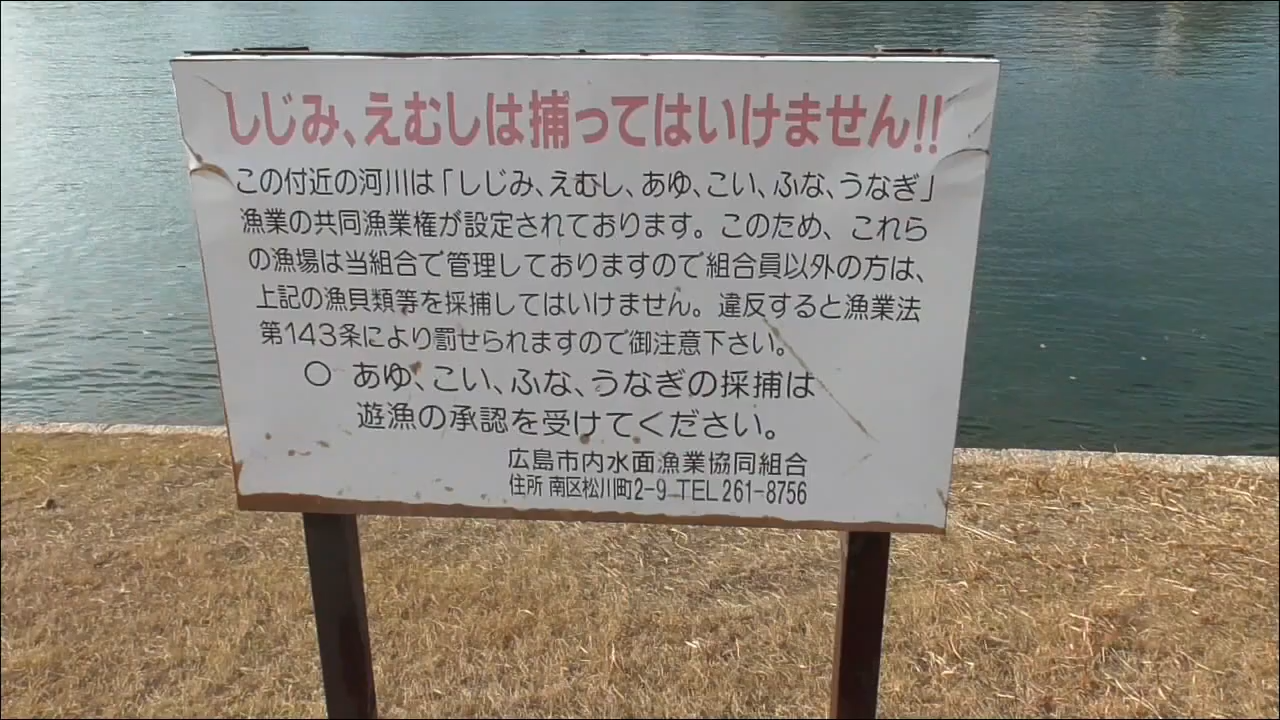 しじみ、えむしは捕ってはいけません!!
この付近の河川は「しじみ、えむし、あゆ、こい、ふな、うなぎ」
漁業の共同漁業権が設定されております。このため、これら
の漁場は当組合で管理しておりますので組合員以外の方は、
上記の漁貝類等を採捕してはいけません。違反すると漁業法
第143条により罰せられますので御注意下さい。
○ あゆ、こい、ふな、うなぎの採捕は
遊漁の承認を受けてください。
広島市内水面漁業協同組合
住所 南区松川町2-9 TEL 261-8756